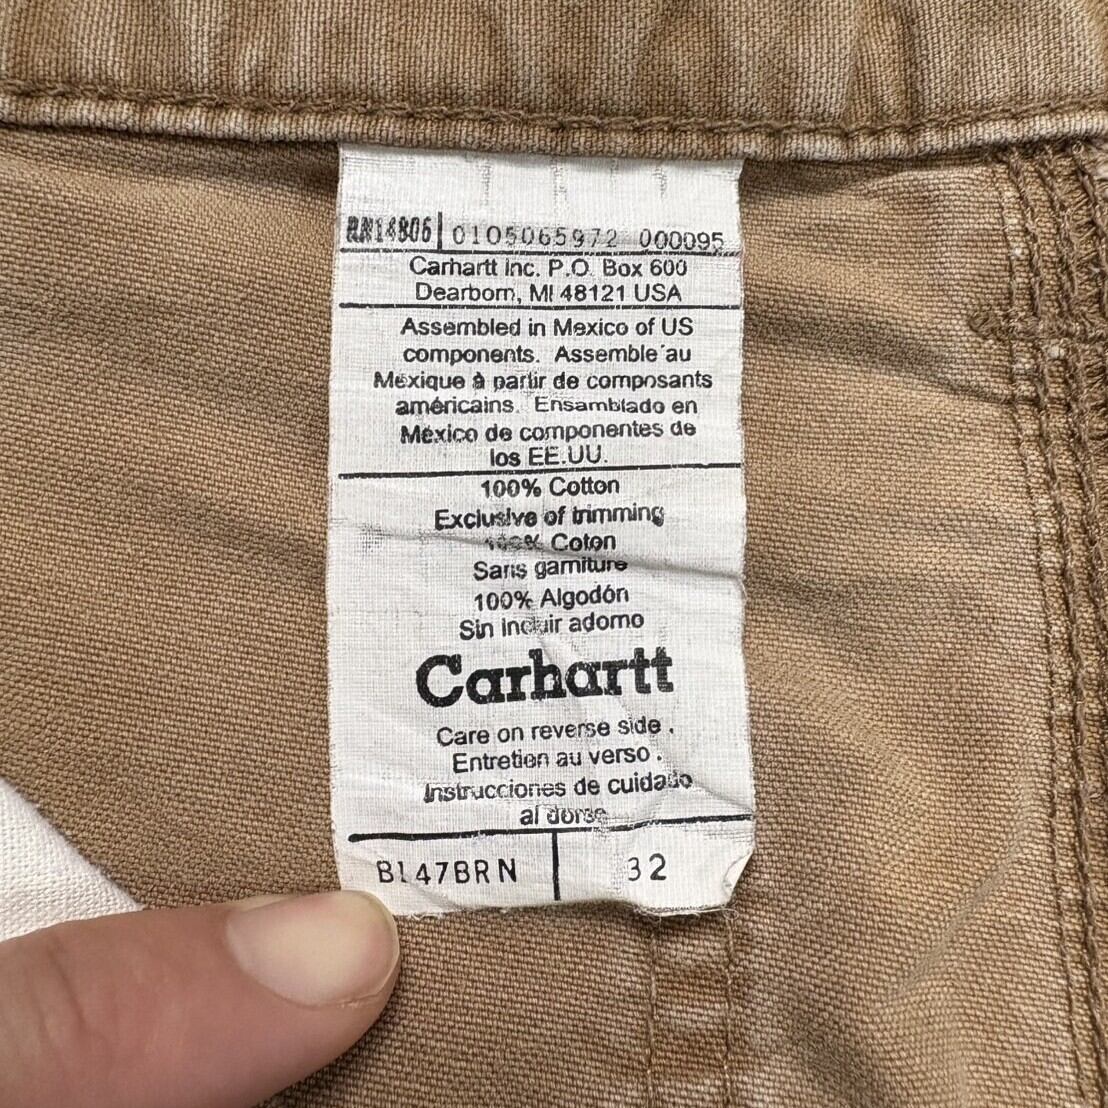 RN14806 0105065972 000095
Carhartt Inc. P.O. Box 600
Dearborn, MI 48121 USA
Assembled in Mexico of US
components. Assemble´au
Mexique à partir de composants
américains. Ensamblado en
México de componentes de
los EE.UU.
100% Cotton
Exclusive of trimming
100% Coton
Sans garniture
100% Algodón
Sin incluir adorno
Carhartt
Care on reverse side .
Entretien au verso .
Instrucciones de cuidado
al dorso
B147BRN 32